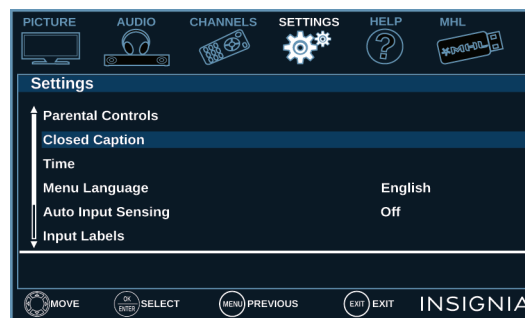 PICTURE AUDIO CHANNELS SETTINGS HELP MHL
MHL
Settings
Parental Controls
Closed Caption
Time
Menu Language English
Auto Input Sensing Off
Input Labels
MOVE OK ENTER SELECT MENU PREVIOUS EXIT EXIT INSIGNIA